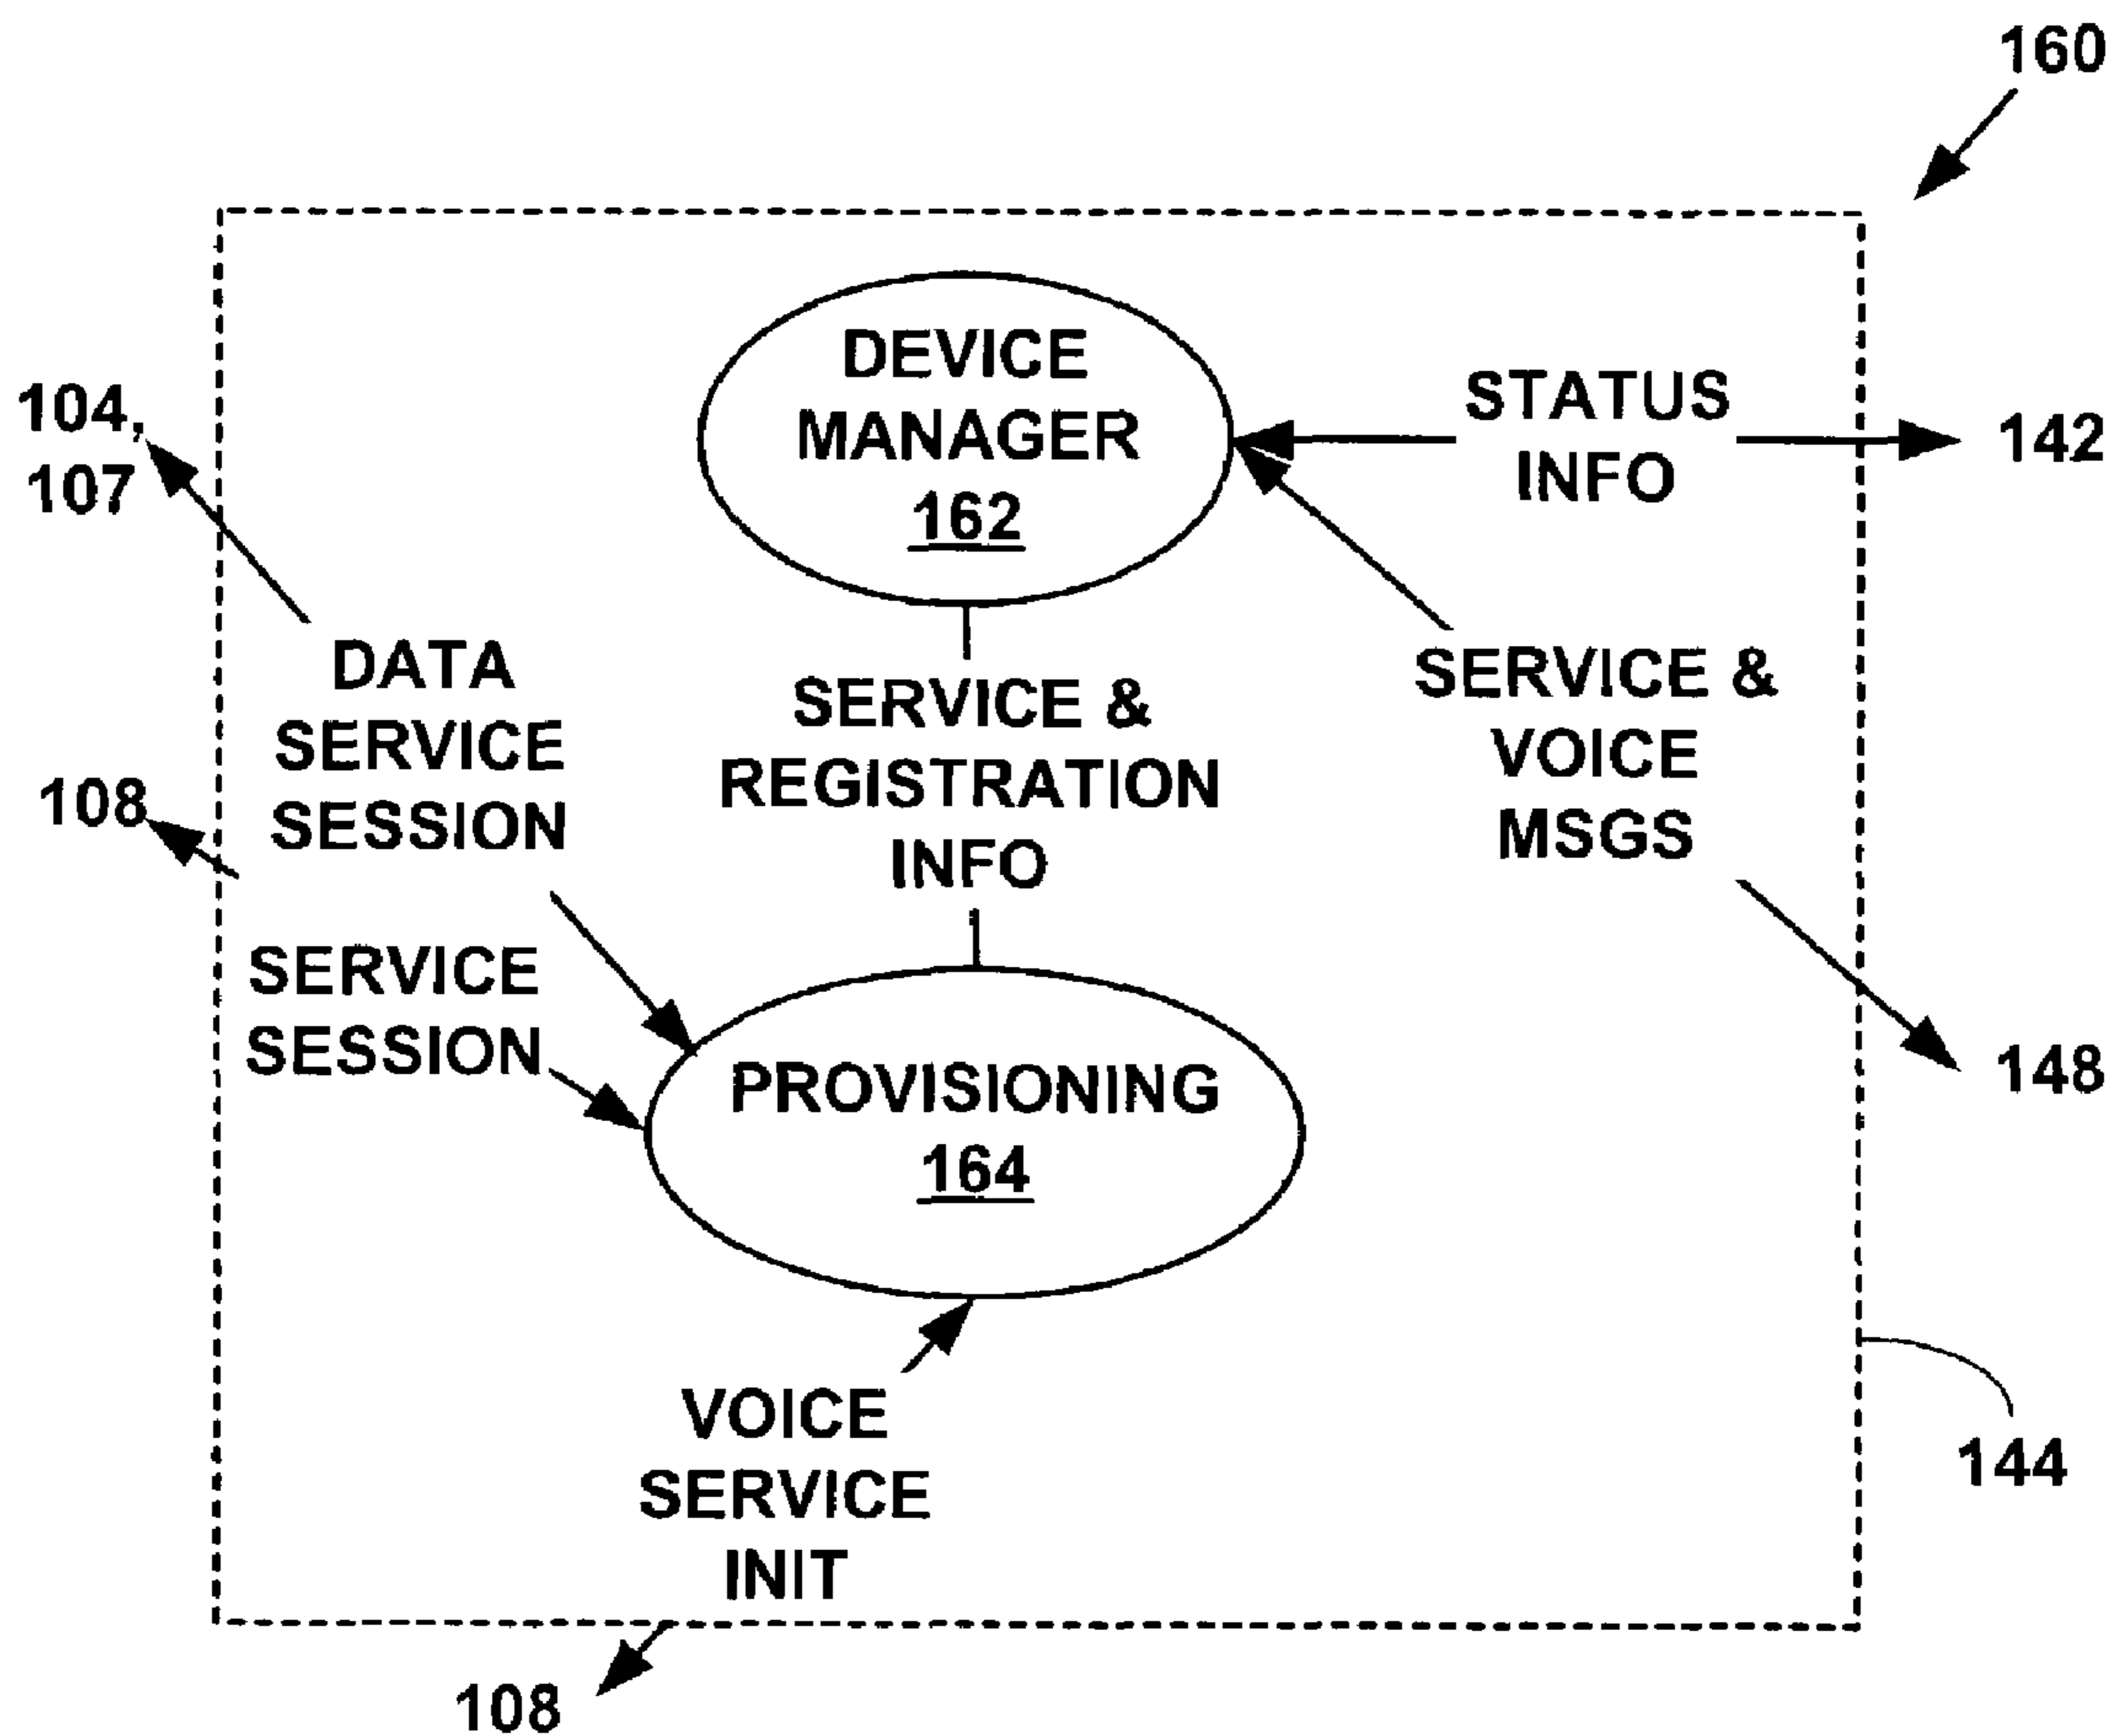 160
DEVICE
MANAGER
162
STATUS
INFO
142
104,
107
DATA
SERVICE
SESSION
SERVICE &
REGISTRATION
INFO
SERVICE &
VOICE
MSGS
108
SERVICE
SESSION
PROVISIONING
164
148
VOICE
SERVICE
INIT
144
108